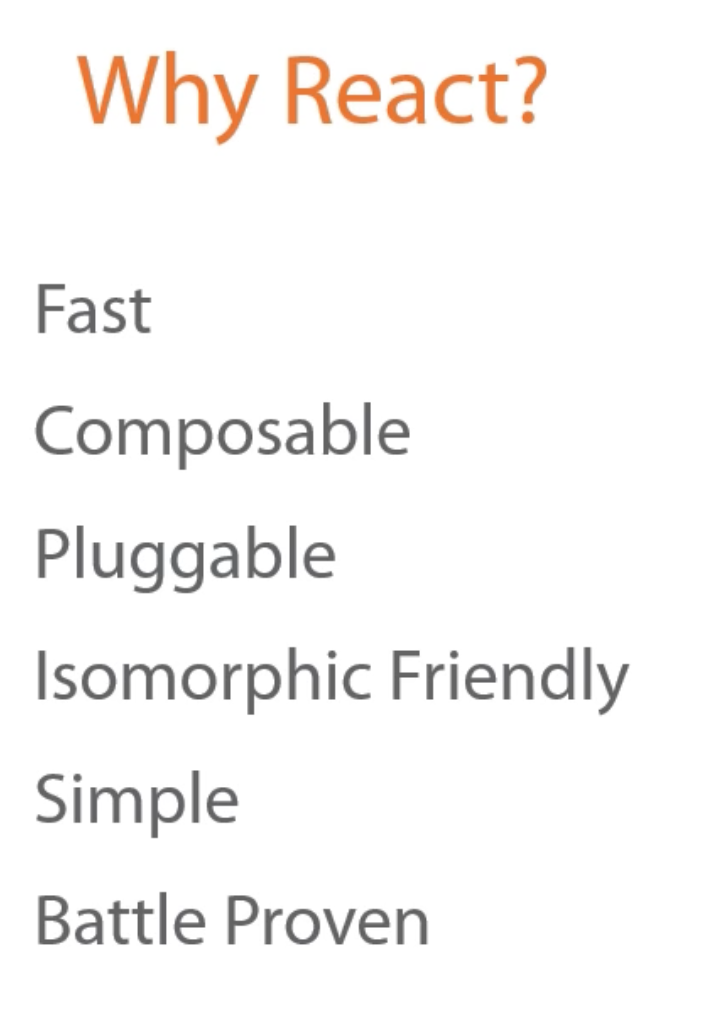 Why React?
Fast
Composable
Pluggable
Isomorphic Friendly
Simple
Battle Proven